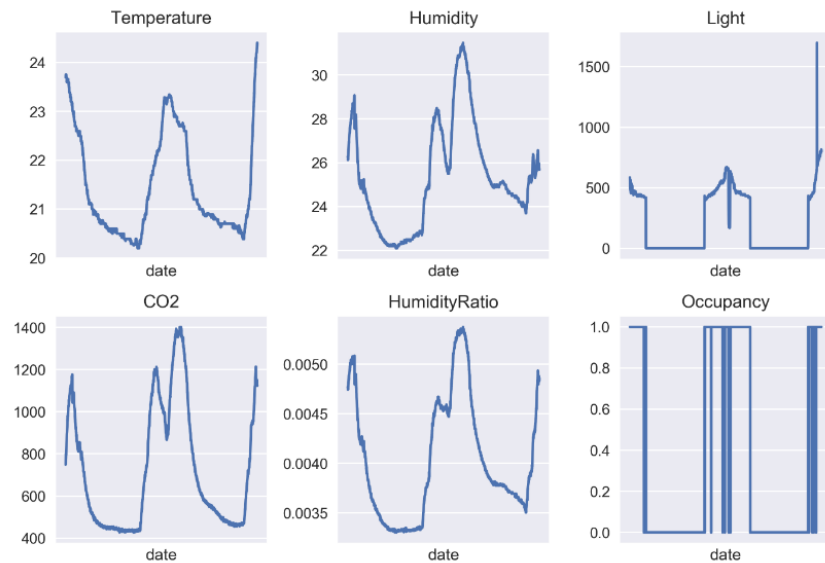 Temperature
24
23
22
21
20
date
Humidity
30
28
26
24
22
date
Light
1500
1000
500
0
date
CO2
1400
1200
1000
800
600
400
date
HumidityRatio
0.0050
0.0045
0.0040
0.0035
date
Occupancy
1.0
0.8
0.6
0.4
0.2
0.0
date